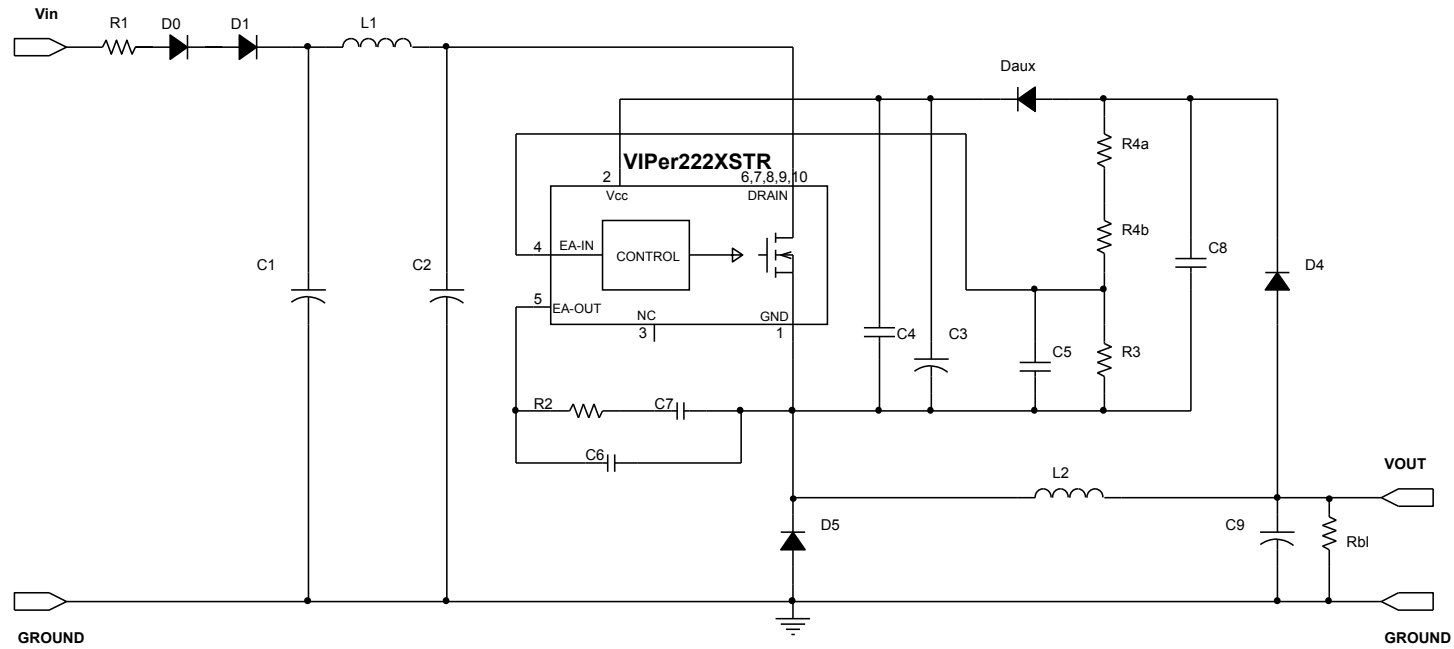 Vin
R1
D0
D1
L1
Daux
R4a
VIPer222XSTR
2
6,7,8,9,10
Vcc
DRAIN
R4b
4
EA-IN
CONTROL
C8
C1
C2
D4
5
EA-OUT
NC
GND
3
1
C4
C3
C5
R3
R2
C7
C6
L2
VOUT
D5
C9
Rbl
GROUND
GROUND